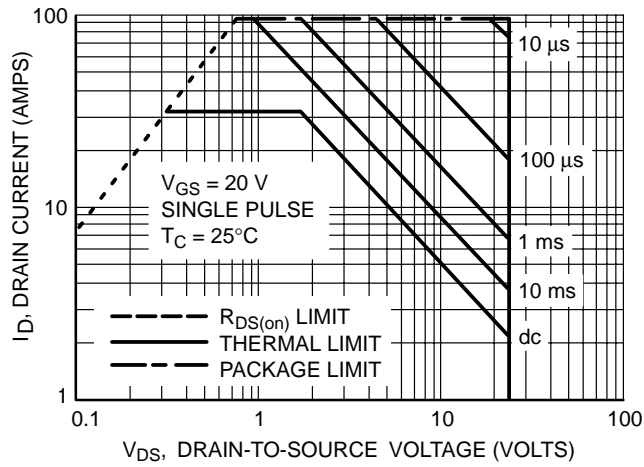 100
10
1
I_D, DRAIN CURRENT (AMPS)
10 µs
100 µs
1 ms
10 ms
dc
V_GS = 20 V
SINGLE PULSE
T_C = 25°C
R_DS(on) LIMIT
THERMAL LIMIT
PACKAGE LIMIT
0.1
1
10
100
V_DS, DRAIN-TO-SOURCE VOLTAGE (VOLTS)